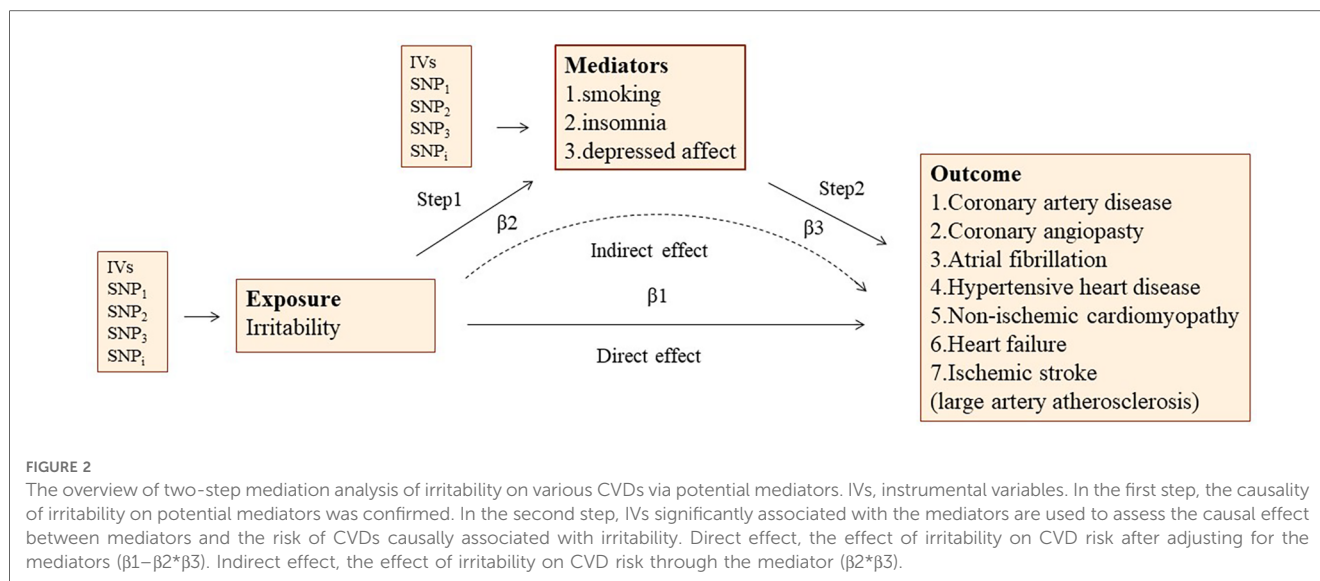 IVs
SNP1
SNP2
SNP3
SNPi
Mediators
1.smoking
2.insomnia
3.depressed affect
Step1
β2
Step2
β3
Indirect effect
β1
Direct effect
IVs
SNP1
SNP2
SNP3
SNPi
Exposure
Irritability
Outcome
1.Coronary artery disease
2.Coronary angiopasty
3.Atrial fibrillation
4.Hypertensive heart disease
5.Non-ischemic cardiomyopathy
6.Heart failure
7.Ischemic stroke
(large artery atherosclerosis)
FIGURE 2
The overview of two-step mediation analysis of irritability on various CVDs via potential mediators. IVs, instrumental variables. In the first step, the causality
of irritability on potential mediators was confirmed. In the second step, IVs significantly associated with the mediators are used to assess the causal effect
between mediators and the risk of CVDs causally associated with irritability. Direct effect, the effect of irritability on CVD risk after adjusting for the
mediators (β1–β2*β3). Indirect effect, the effect of irritability on CVD risk through the mediator (β2*β3).